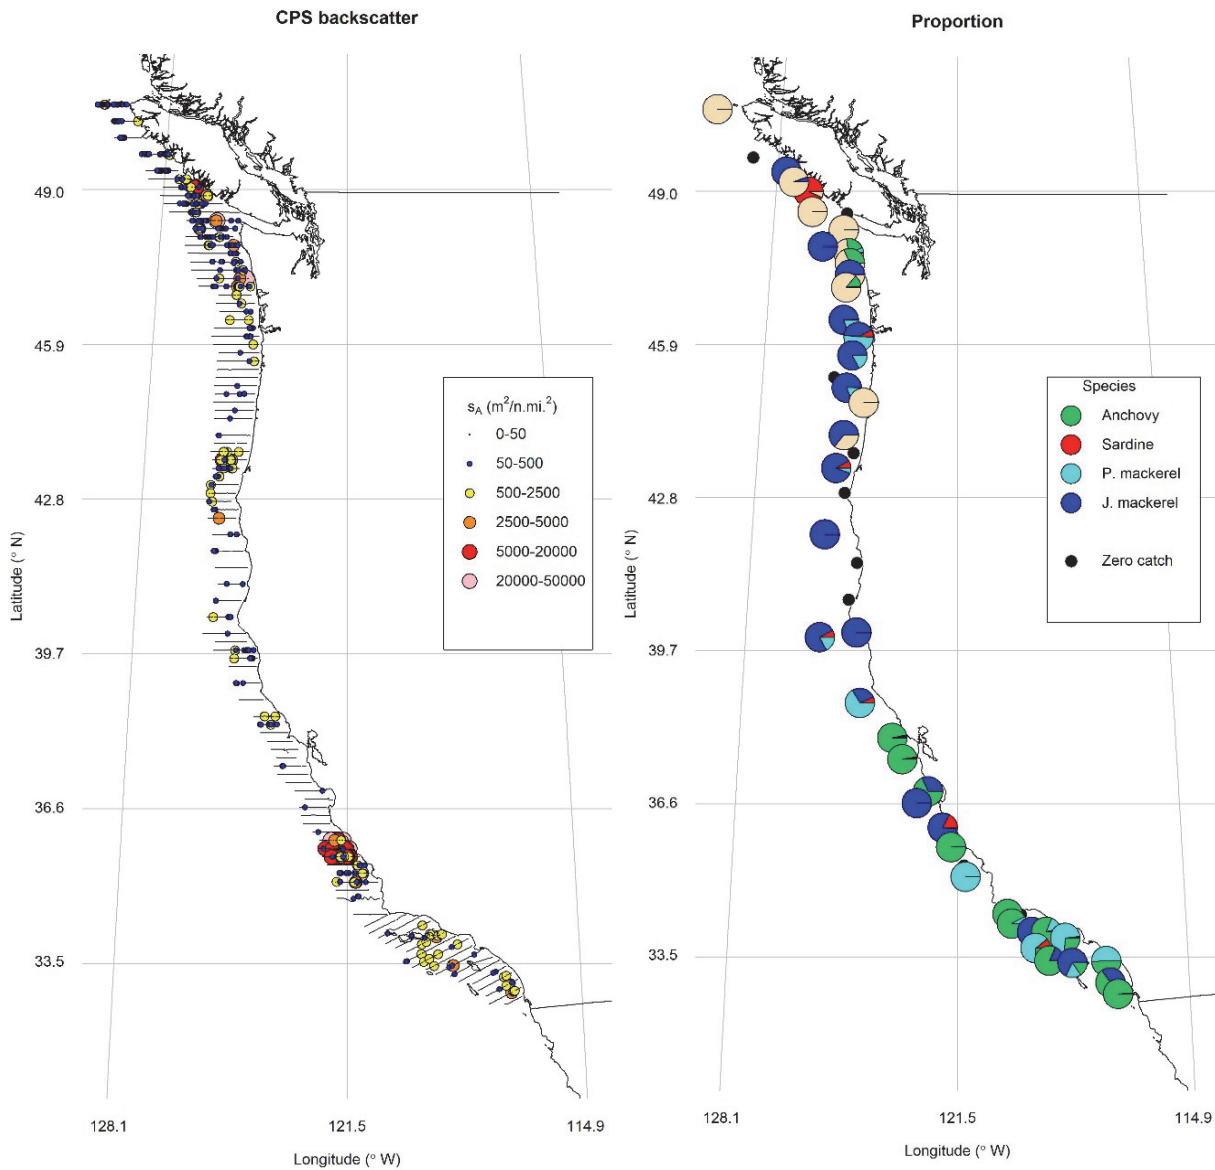 CPS backscatter
49.0
45.9
42.8
39.7
36.6
33.5
Latitude (° N)
128.1
121.5
114.9
Longitude (° W)
s_A (m²/n.mi.²)
0-50
50-500
500-2500
2500-5000
5000-20000
20000-50000
Proportion
49.0
45.9
42.8
39.7
36.6
33.5
Latitude (° N)
128.1
121.5
114.9
Longitude (° W)
Species
Anchovy
Sardine
P. mackerel
J. mackerel
Zero catch